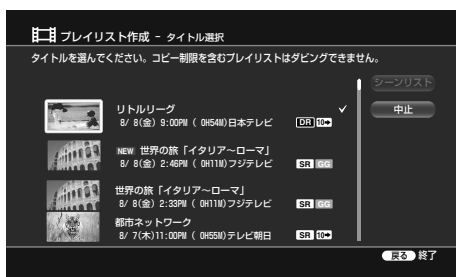 プレイリスト作成 - タイトル選択
タイトルを選んでください。コピー制限を含むプレイリストはダビングできません。
シーンリスト
中止
リトルリーグ
8/ 8(金) 9:00PM ( 0H54M)日本テレビ DR 10➡
NEW 世界の旅「イタリア～ローマ」
8/ 8(金) 2:46PM ( 0H11M)フジテレビ SR GG
世界の旅「イタリア～ローマ」
8/ 8(金) 2:33PM ( 0H11M)フジテレビ SR GG
都市ネットワーク
8/ 7(木)11:00PM ( 0H55M)テレビ朝日 SR 10➡
戻る 終了